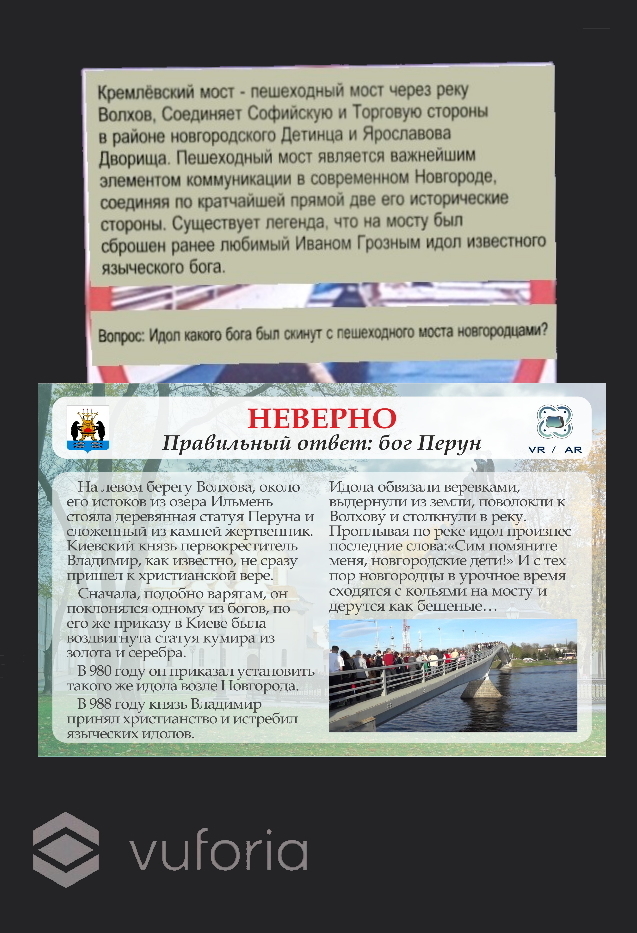 Кремлёвский мост - пешеходный мост через реку
Волхов, Соединяет Софийскую и Торговую стороны
в районе новгородского Детинца и Ярославова
Дворища. Пешеходный мост является важнейшим
элементом коммуникации в современном Новгороде,
соединяя по кратчайшей прямой две его исторические
стороны. Существует легенда, что на мосту был
сброшен ранее любимый Иваном Грозным идол известного
языческого бога.
Вопрос: Идол какого бога был скинут с пешеходного моста новгородцами?
НЕВЕРНО
Правильный ответ: бог Перун
VR / AR
На левом берегу Волхова, около
его истоков из озера Ильмень
стояла деревянная статуя Перуна и
сложенный из камней жертвенник.
Киевский князь первокреститель
Владимир, как известно, не сразу
пришел к христианской вере.
Сначала, подобно варягам, он
поклонялся одному из богов, по
его же приказу в Киеве была
воздвигнута статуя кумира из
золота и серебра.
В 980 году он приказал установить
такого же идола возле Новгорода.
В 988 году князь Владимир
принял христианство и истребил
языческих идолов.
Идола обвязали веревками,
выдернули из земли, поволокли к
Волхову и столкнули в реку.
Проплывая по реке идол произнес
последние слова:«Сим помяните
меня, новгородские дети!» И с тех
пор новгородцы в урочное время
сходятся с кольями на мосту и
дерутся как бешеные…
vuforia